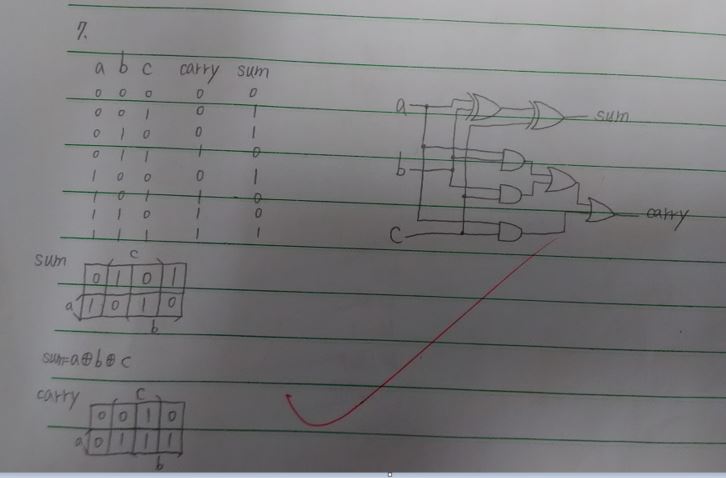 7.
a b c carry sum
0 0 0 0 0
0 0 1 0 1
0 1 0 0 1
0 1 1 1 0
1 0 0 0 1
1 0 1 1 0
1 1 0 1 0
1 1 1 1 1
a
sum
b
carry
C
sum
C
0 1 0 1
a 1 0 1 0
b
sum=a⊕b⊕c
carry
C
0 0 1 0
a 0 1 1 1
b